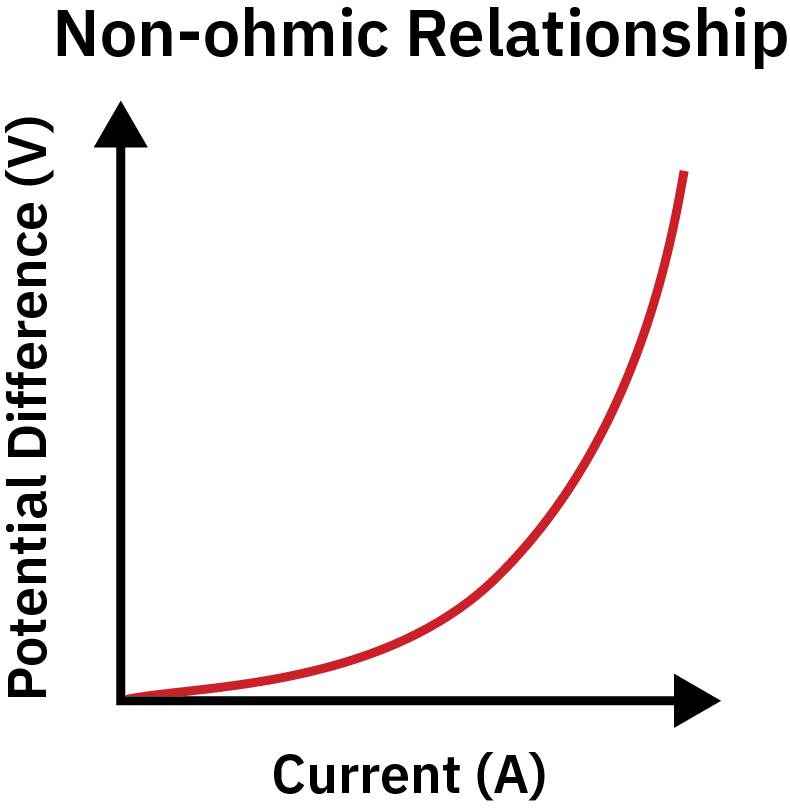 Non-ohmic Relationship
Potential Difference (V)
Current (A)